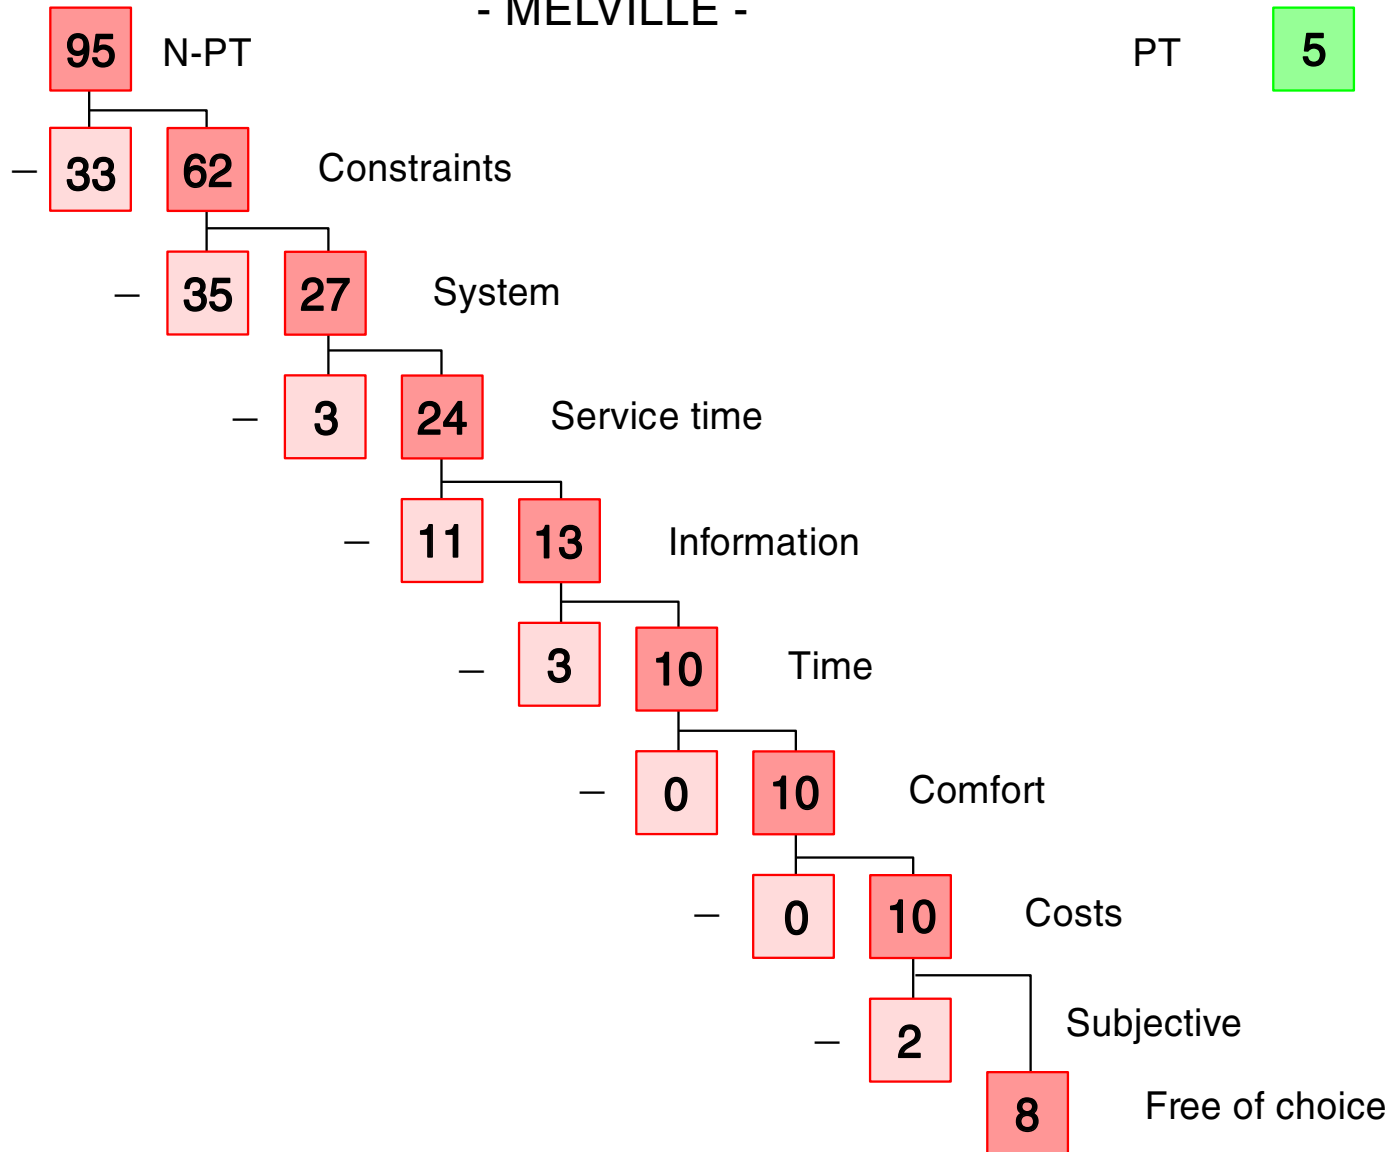 - MELVILLE -
95 N-PT PT 5
– 33 62 Constraints
– 35 27 System
– 3 24 Service time
– 11 13 Information
– 3 10 Time
– 0 10 Comfort
– 0 10 Costs
– 2 Subjective
8 Free of choice